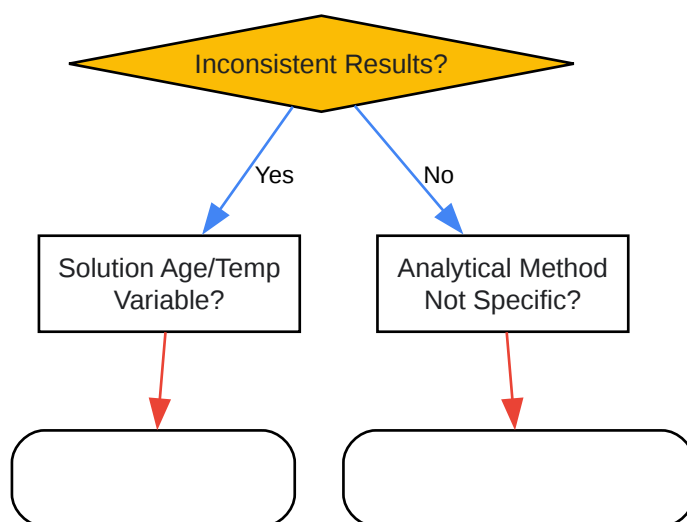 Inconsistent Results?
Yes
No
Solution Age/Temp
Variable?
Analytical Method
Not Specific?